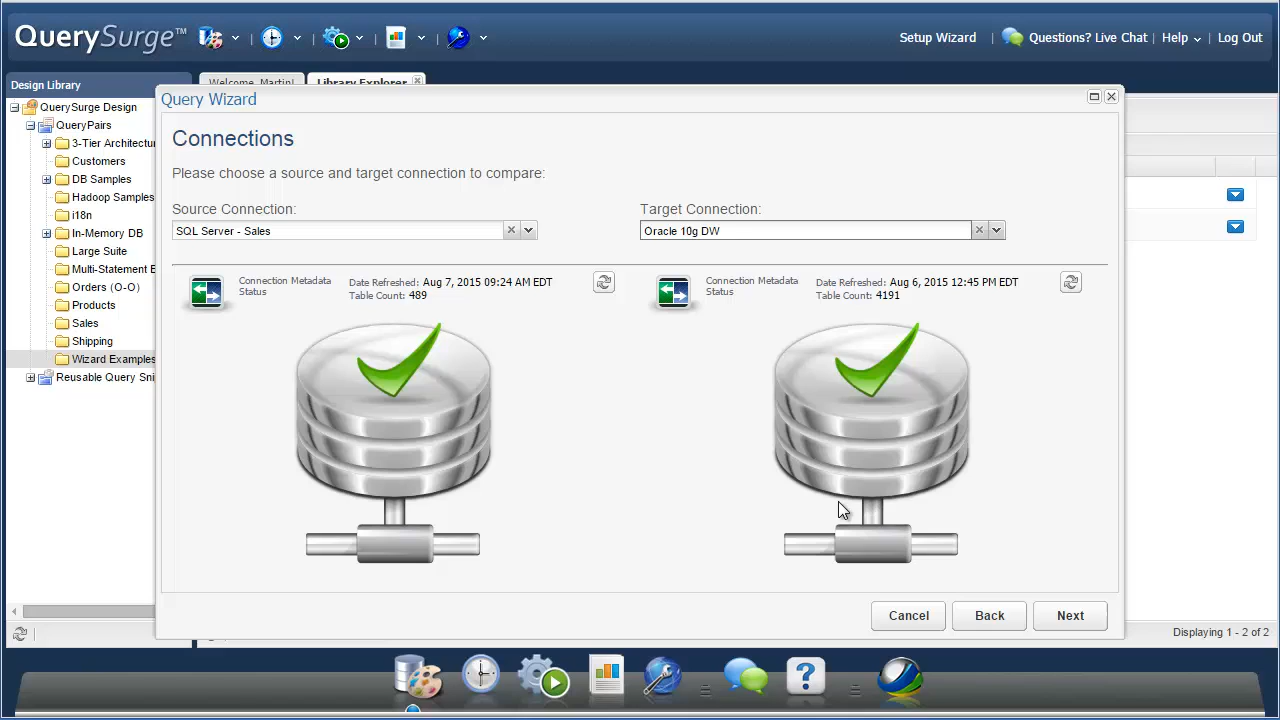 QuerySurge™
Setup Wizard
Questions? Live Chat
Help
Log Out
Design Library
Welcome, Martin!
Library Explorer
QuerySurge Design
QueryPairs
3-Tier Architectur
Customers
DB Samples
Hadoop Samples
i18n
In-Memory DB
Large Suite
Multi-Statement E
Orders (O-O)
Products
Sales
Shipping
Wizard Examples
Reusable Query Sni
Query Wizard
Connections
Please choose a source and target connection to compare:
Source Connection:
Target Connection:
SQL Server - Sales
Oracle 10g DW
Connection Metadata
Status
Date Refreshed: Aug 7, 2015 09:24 AM EDT
Table Count: 489
Connection Metadata
Status
Date Refreshed: Aug 6, 2015 12:45 PM EDT
Table Count: 4191
Cancel
Back
Next
Displaying 1 - 2 of 2